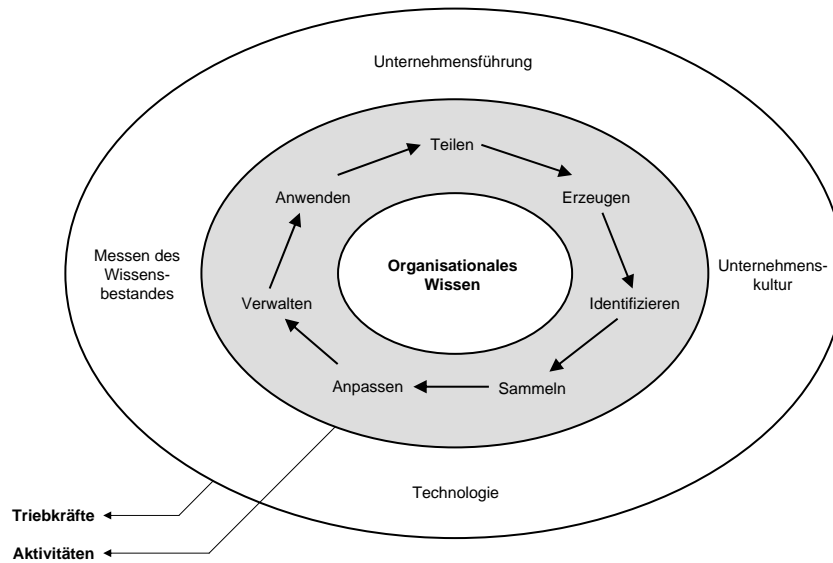 Unternehmensführung
Teilen
Anwenden
Erzeugen
Messen des
Wissens-
bestandes
Organisationales
Wissen
Unternehmens-
kultur
Verwalten
Identifizieren
Anpassen
Sammeln
Technologie
Triebkräfte
Aktivitäten